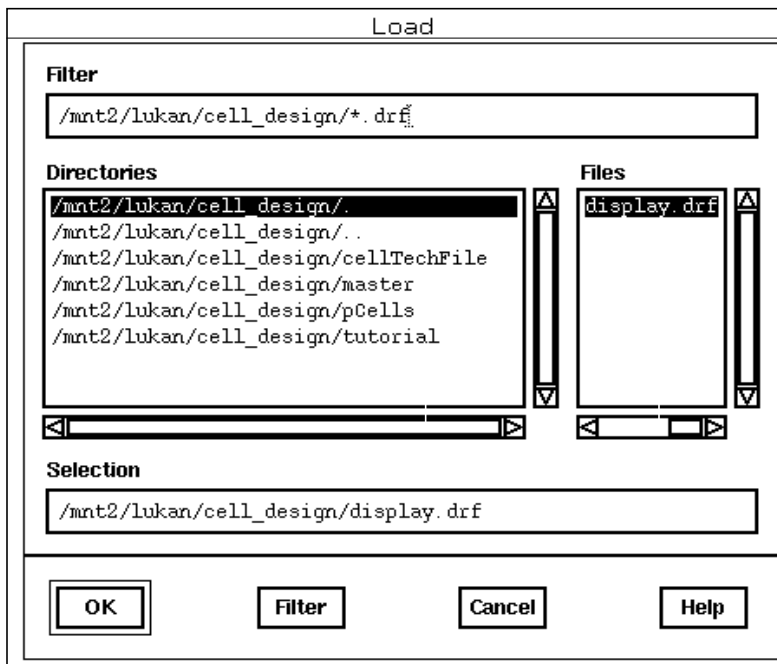 Load
Filter
/mnt2/lukan/cell_design/*.drf
Directories
Files
/mnt2/lukan/cell_design/.
/mnt2/lukan/cell_design/..
/mnt2/lukan/cell_design/cellTechFile
/mnt2/lukan/cell_design/master
/mnt2/lukan/cell_design/pCells
/mnt2/lukan/cell_design/tutorial
display.drf
Selection
/mnt2/lukan/cell_design/display.drf
OK
Filter
Cancel
Help